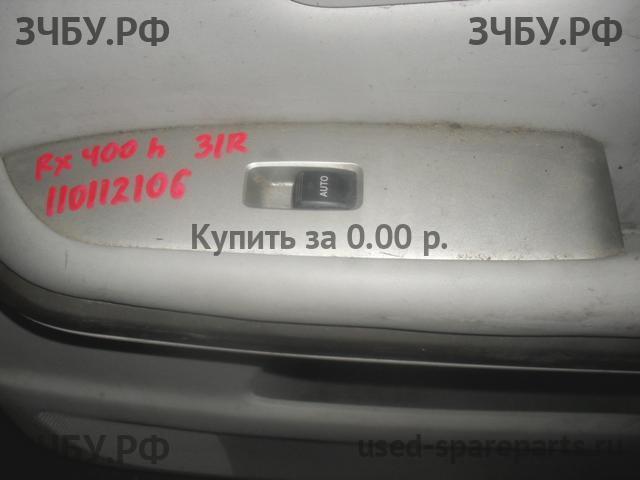 ЗЧБУ.РФ ЗЧБУ.РФ
RX 400 h 3/R
110112106
AUTO
Купить за 0.00 р.
ЗЧБУ.РФ used-spareparts.ru